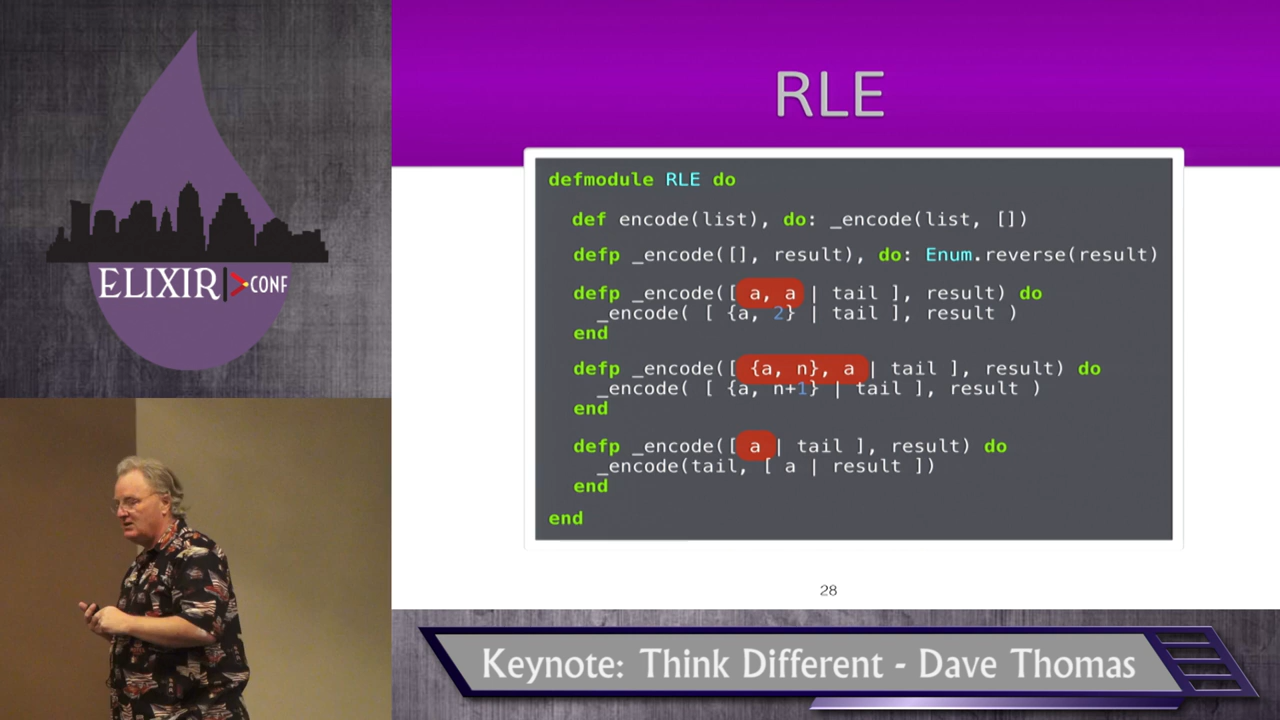 ELIXIR|> CONF
RLE
defmodule RLE do
def encode(list), do: _encode(list, [])
defp _encode([], result), do: Enum.reverse(result)
defp _encode([ a, a | tail ], result) do
_encode( [ {a, 2} | tail ], result )
end
defp _encode([ {a, n}, a | tail ], result) do
_encode( [ {a, n+1} | tail ], result )
end
defp _encode([ a | tail ], result) do
_encode(tail, [ a | result ])
end
end
28
Keynote: Think Different - Dave Thomas